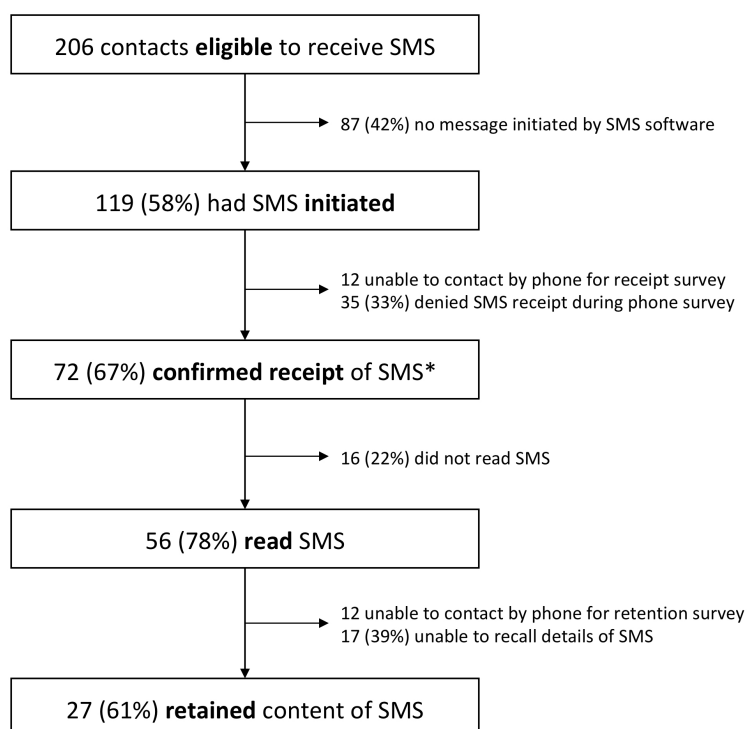 206 contacts eligible to receive SMS
87 (42%) no message initiated by SMS software
119 (58%) had SMS initiated
12 unable to contact by phone for receipt survey
35 (33%) denied SMS receipt during phone survey
72 (67%) confirmed receipt of SMS*
16 (22%) did not read SMS
56 (78%) read SMS
12 unable to contact by phone for retention survey
17 (39%) unable to recall details of SMS
27 (61%) retained content of SMS